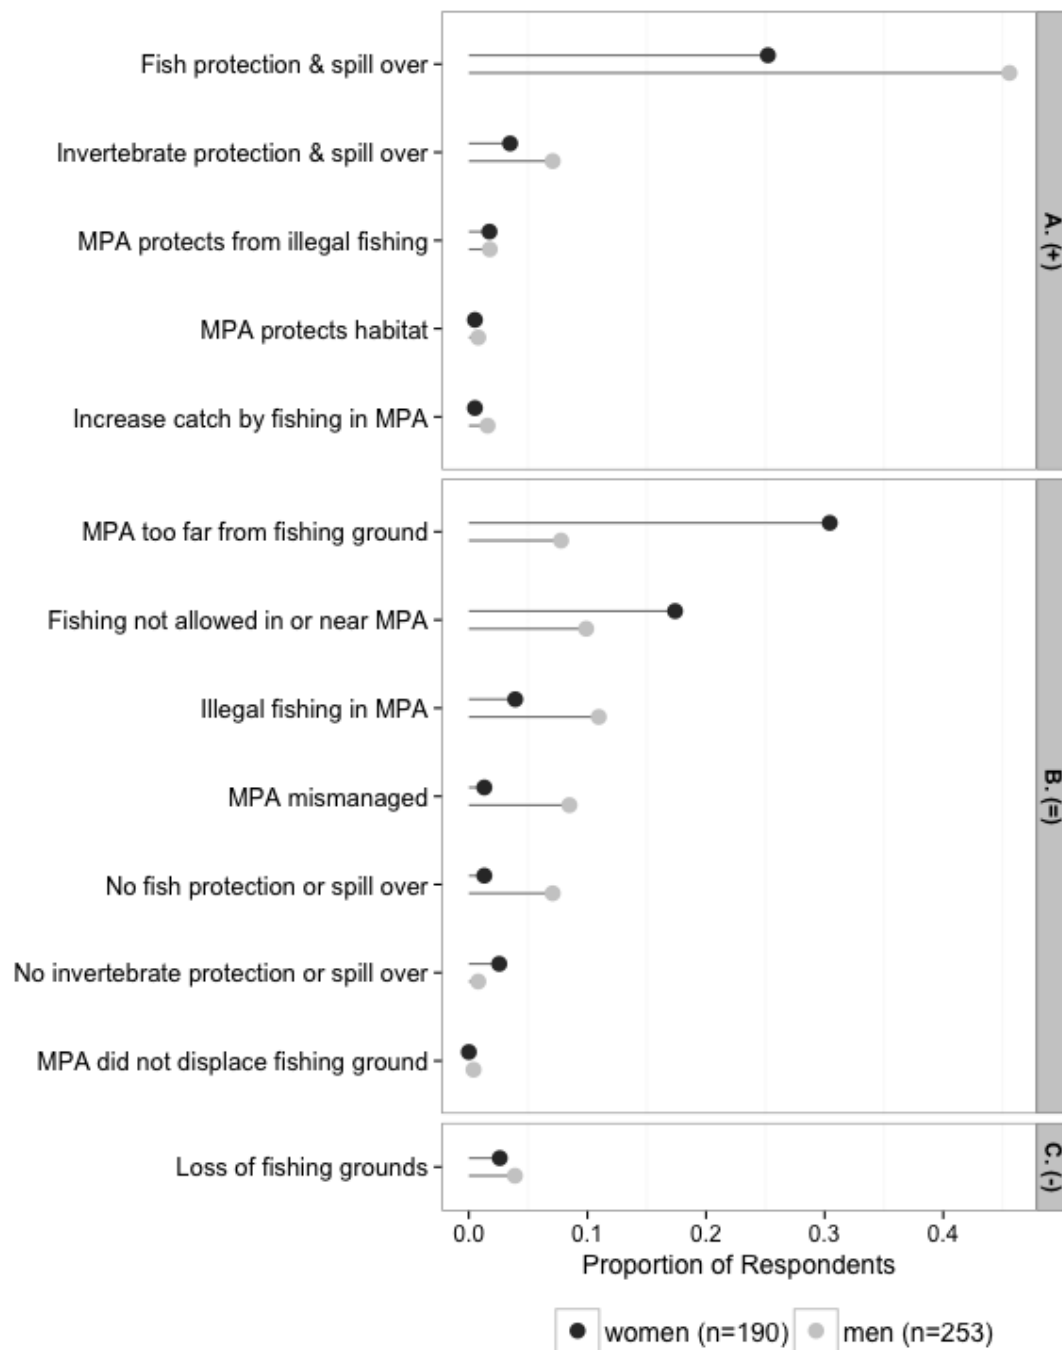 Fish protection & spill over
Invertebrate protection & spill over
MPA protects from illegal fishing
MPA protects habitat
Increase catch by fishing in MPA
A. (+)
MPA too far from fishing ground
Fishing not allowed in or near MPA
Illegal fishing in MPA
MPA mismanaged
No fish protection or spill over
No invertebrate protection or spill over
MPA did not displace fishing ground
B. (=)
Loss of fishing grounds
C. (-)
0.0 0.1 0.2 0.3 0.4
Proportion of Respondents
women (n=190) men (n=253)